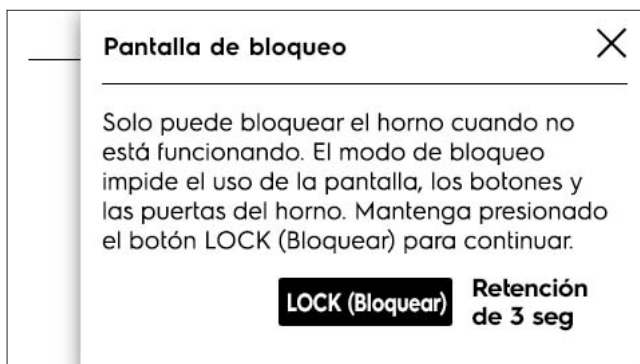 Pantalla de bloqueo
Solo puede bloquear el horno cuando no
está funcionando. El modo de bloqueo
impide el uso de la pantalla, los botones y
las puertas del horno. Mantenga presionado
el botón LOCK (Bloquear) para continuar.
LOCK (Bloquear)
Retención
de 3 seg